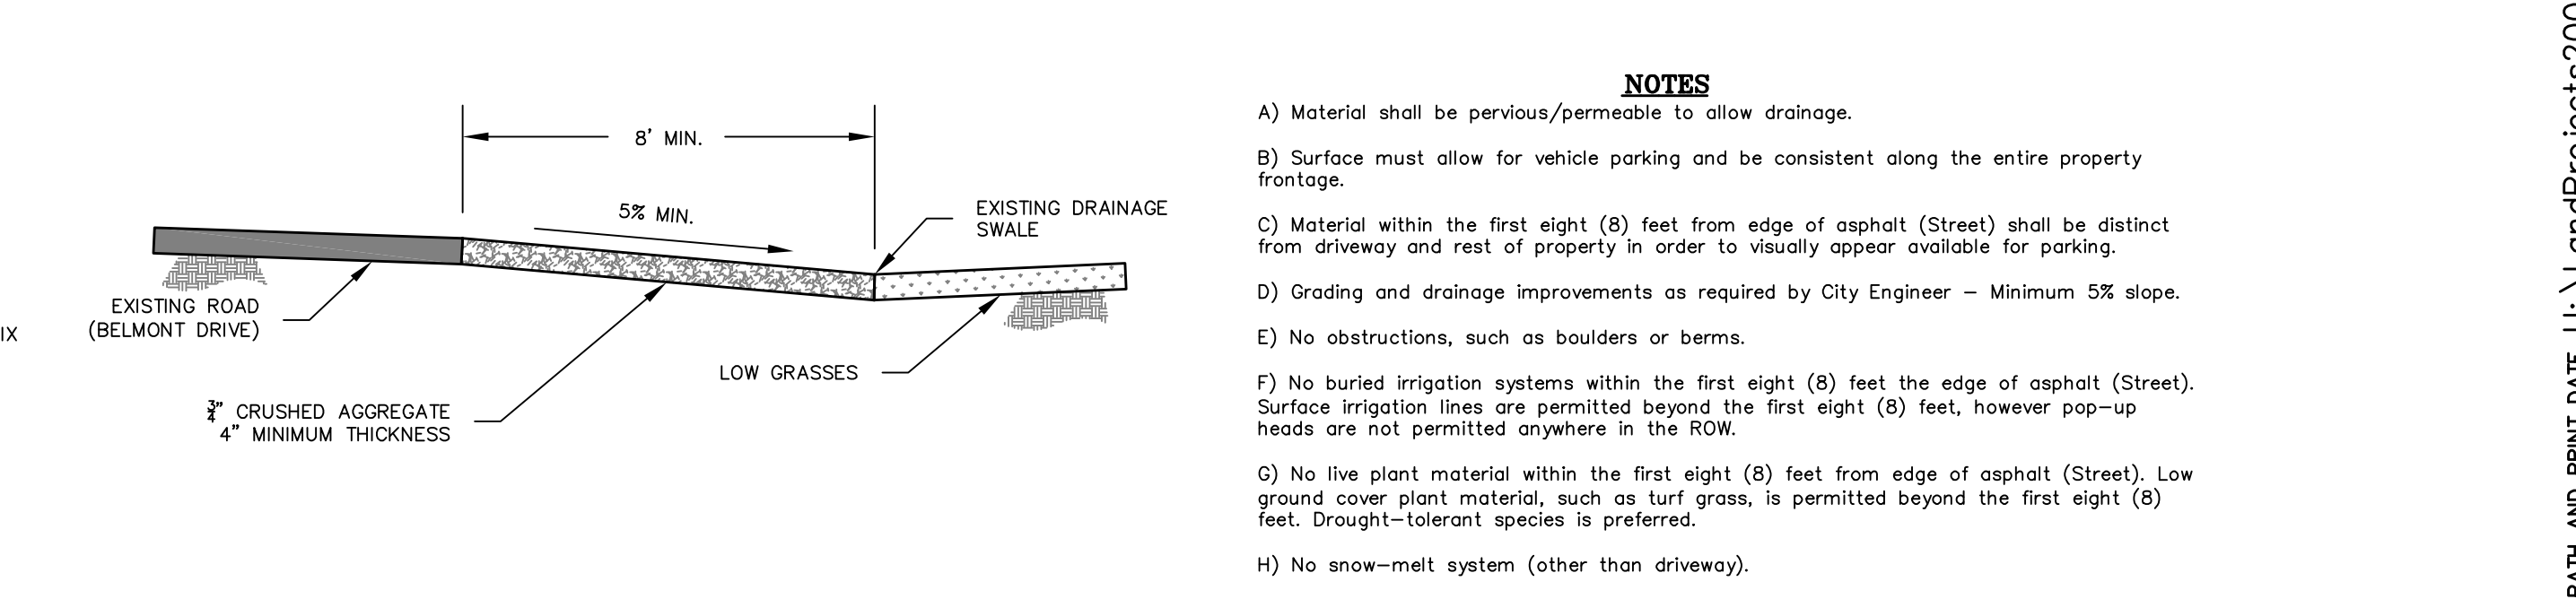 8' MIN.
5% MIN.
EXISTING DRAINAGE
SWALE
EXISTING ROAD
(BELMONT DRIVE)
IX
LOW GRASSES
3/4" CRUSHED AGGREGATE
4" MINIMUM THICKNESS
NOTES
A) Material shall be pervious/permeable to allow drainage.
B) Surface must allow for vehicle parking and be consistent along the entire property
frontage.
C) Material within the first eight (8) feet from edge of asphalt (Street) shall be distinct
from driveway and rest of property in order to visually appear available for parking.
D) Grading and drainage improvements as required by City Engineer – Minimum 5% slope.
E) No obstructions, such as boulders or berms.
F) No buried irrigation systems within the first eight (8) feet the edge of asphalt (Street).
Surface irrigation lines are permitted beyond the first eight (8) feet, however pop-up
heads are not permitted anywhere in the ROW.
G) No live plant material within the first eight (8) feet from edge of asphalt (Street). Low
ground cover plant material, such as turf grass, is permitted beyond the first eight (8)
feet. Drought-tolerant species is preferred.
H) No snow-melt system (other than driveway).
PATH AND PRINT DATE